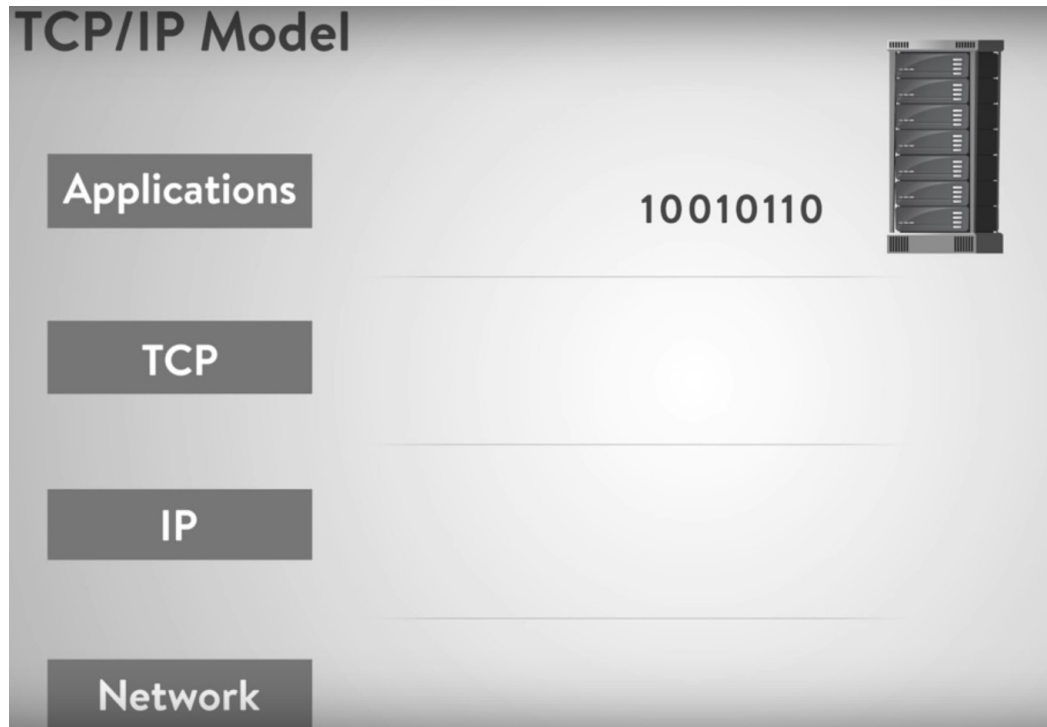 TCP/IP Model
Applications
10010110
TCP
IP
Network